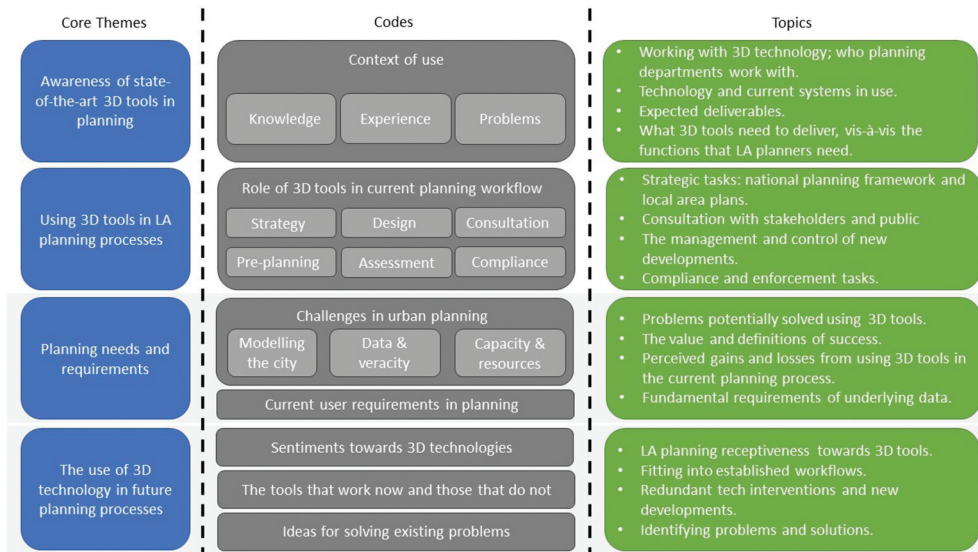 Core Themes
Codes
Topics
Awareness of state-
of-the-art 3D tools in
planning
Context of use
Knowledge
Experience
Problems
• Working with 3D technology; who planning
departments work with.
• Technology and current systems in use.
• Expected deliverables.
• What 3D tools need to deliver, vis-à-vis the
functions that LA planners need.
Using 3D tools in LA
planning processes
Role of 3D tools in current planning workflow
Strategy
Design
Consultation
Pre-planning
Assessment
Compliance
• Strategic tasks: national planning framework and
local area plans.
• Consultation with stakeholders and public
• The management and control of new
developments.
• Compliance and enforcement tasks.
Planning needs and
requirements
Challenges in urban planning
Modelling
the city
Data &
veracity
Capacity &
resources
Current user requirements in planning
• Problems potentially solved using 3D tools.
• The value and definitions of success.
• Perceived gains and losses from using 3D tools in
the current planning process.
• Fundamental requirements of underlying data.
The use of 3D
technology in future
planning processes
Sentiments towards 3D technologies
The tools that work now and those that do not
Ideas for solving existing problems
• LA planning receptiveness towards 3D tools.
• Fitting into established workflows.
• Redundant tech interventions and new
developments.
• Identifying problems and solutions.